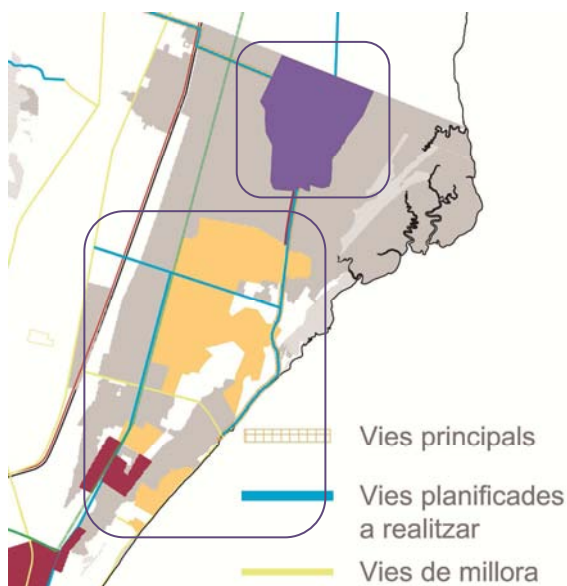 Vies principals
Vies planificades
a realitzar
Vies de millora